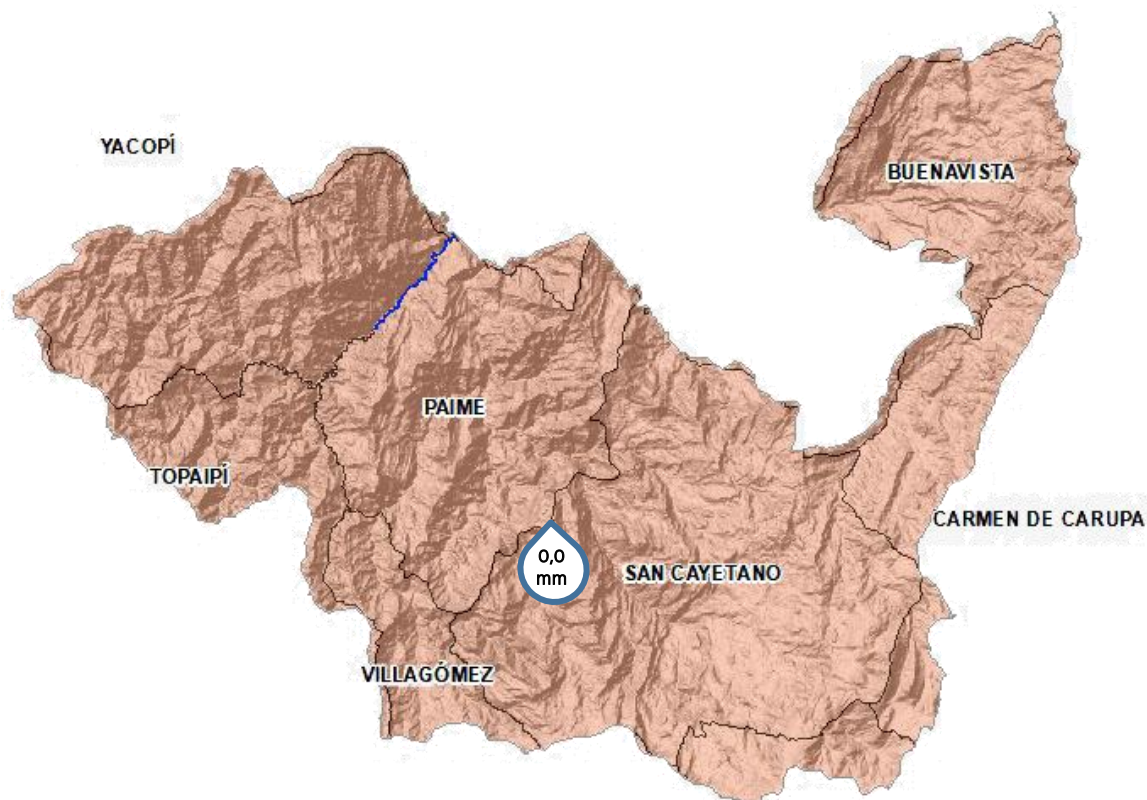 YACOPÍ
BUENAVISTA
PAIME
TOPAIPÍ
CARMEN DE CARUPA
0,0
mm
SAN CAYETANO
VILLAGÓMEZ